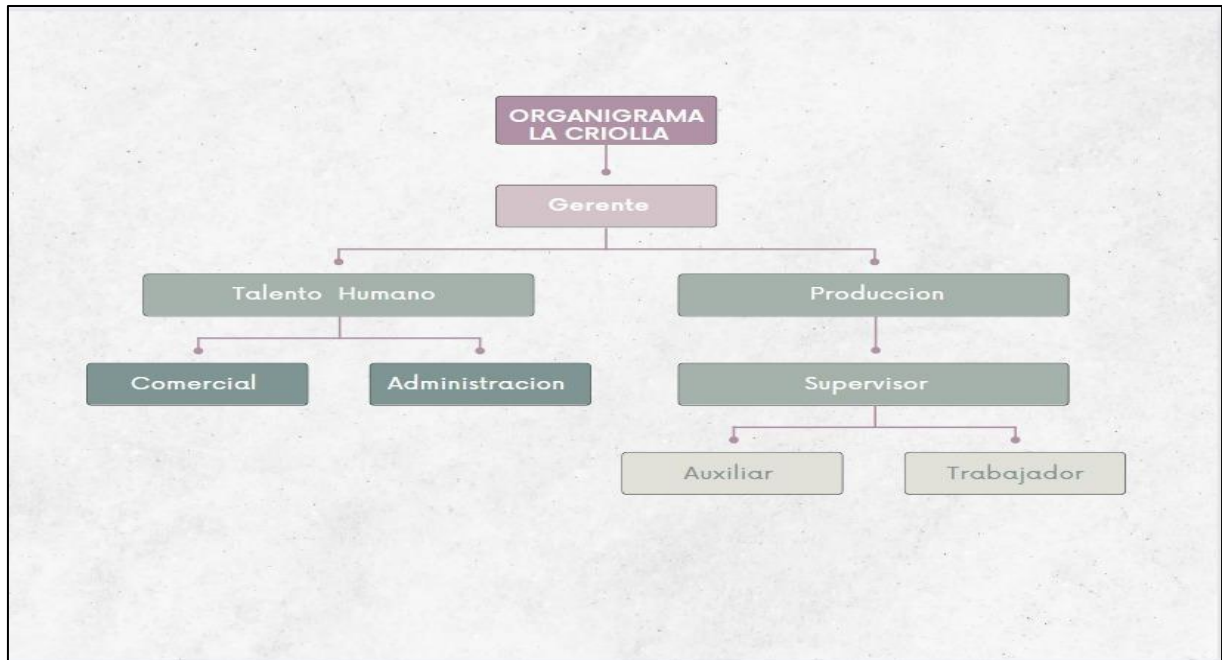 ORGANIGRAMA
LA CRIOLLA
Gerente
Talento Humano
Produccion
Comercial
Administracion
Supervisor
Auxiliar
Trabajador